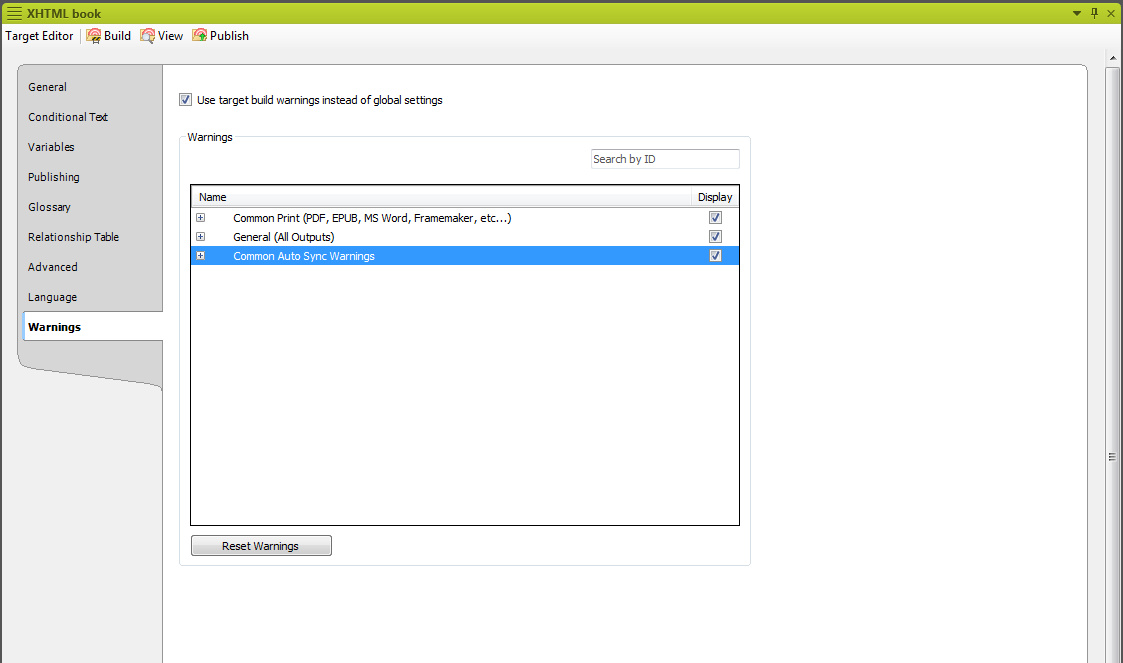 XHTML book
Target Editor Build View Publish
General
Conditional Text
Variables
Publishing
Glossary
Relationship Table
Advanced
Language
Warnings
Use target build warnings instead of global settings
Warnings
Search by ID
Name Display
Common Print (PDF, EPUB, MS Word, Framemaker, etc...)
General (All Outputs)
Common Auto Sync Warnings
Reset Warnings